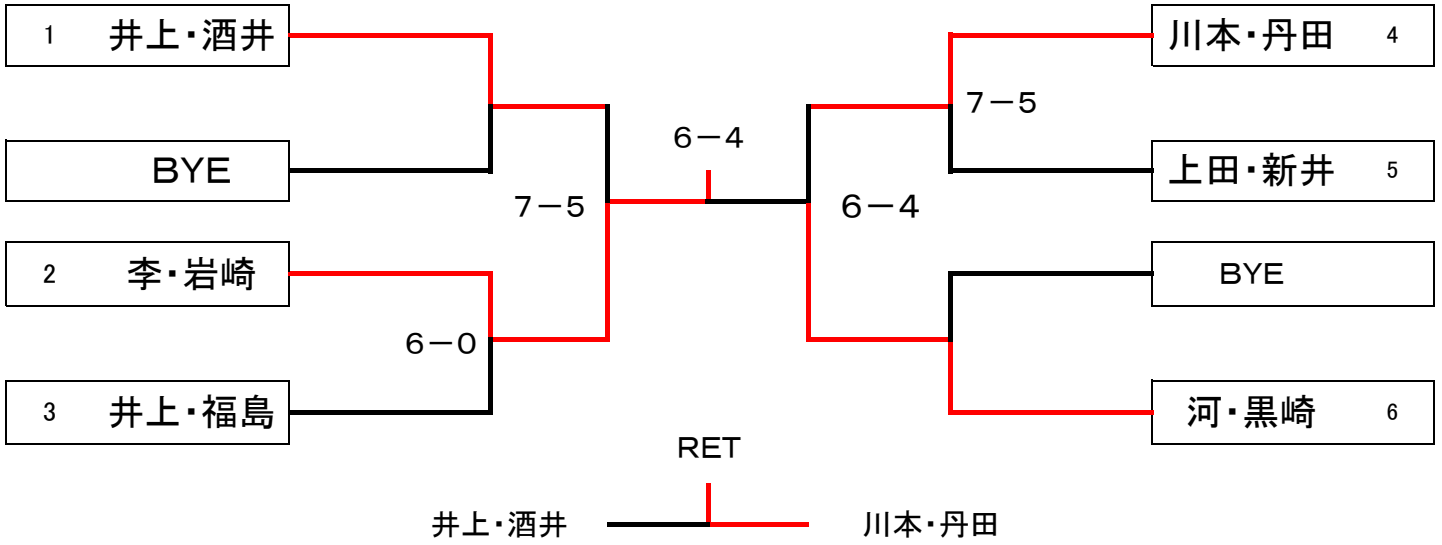 1 井上・酒井
川本・丹田 4
7－5
6－4
BYE
上田・新井 5
7－5
6－4
2 李・岩崎
BYE
6－0
3 井上・福島
河・黒崎 6
RET
井上・酒井
川本・丹田